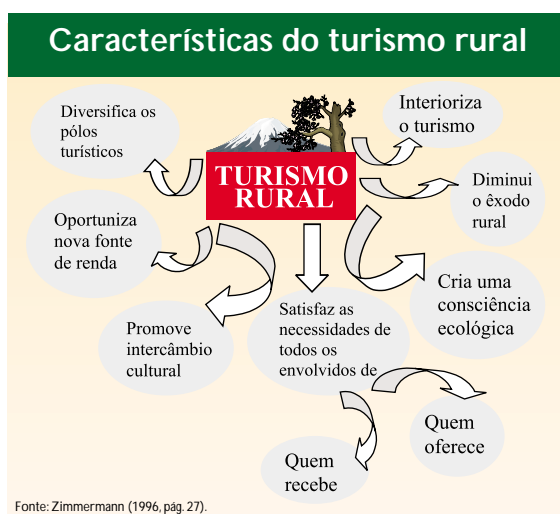 Características do turismo rural
Diversifica os
pólos
turísticos
Interioriza
o turismo
TURISMO
RURAL
Diminui
o êxodo
rural
Oportuniza
nova fonte
de renda
Cria uma
consciência
ecológica
Promove
intercâmbio
cultural
Satisfaz as
necessidades de
todos os
envolvidos de
Quem
oferece
Quem
recebe
Fonte: Zimmermann (1996, pág. 27).